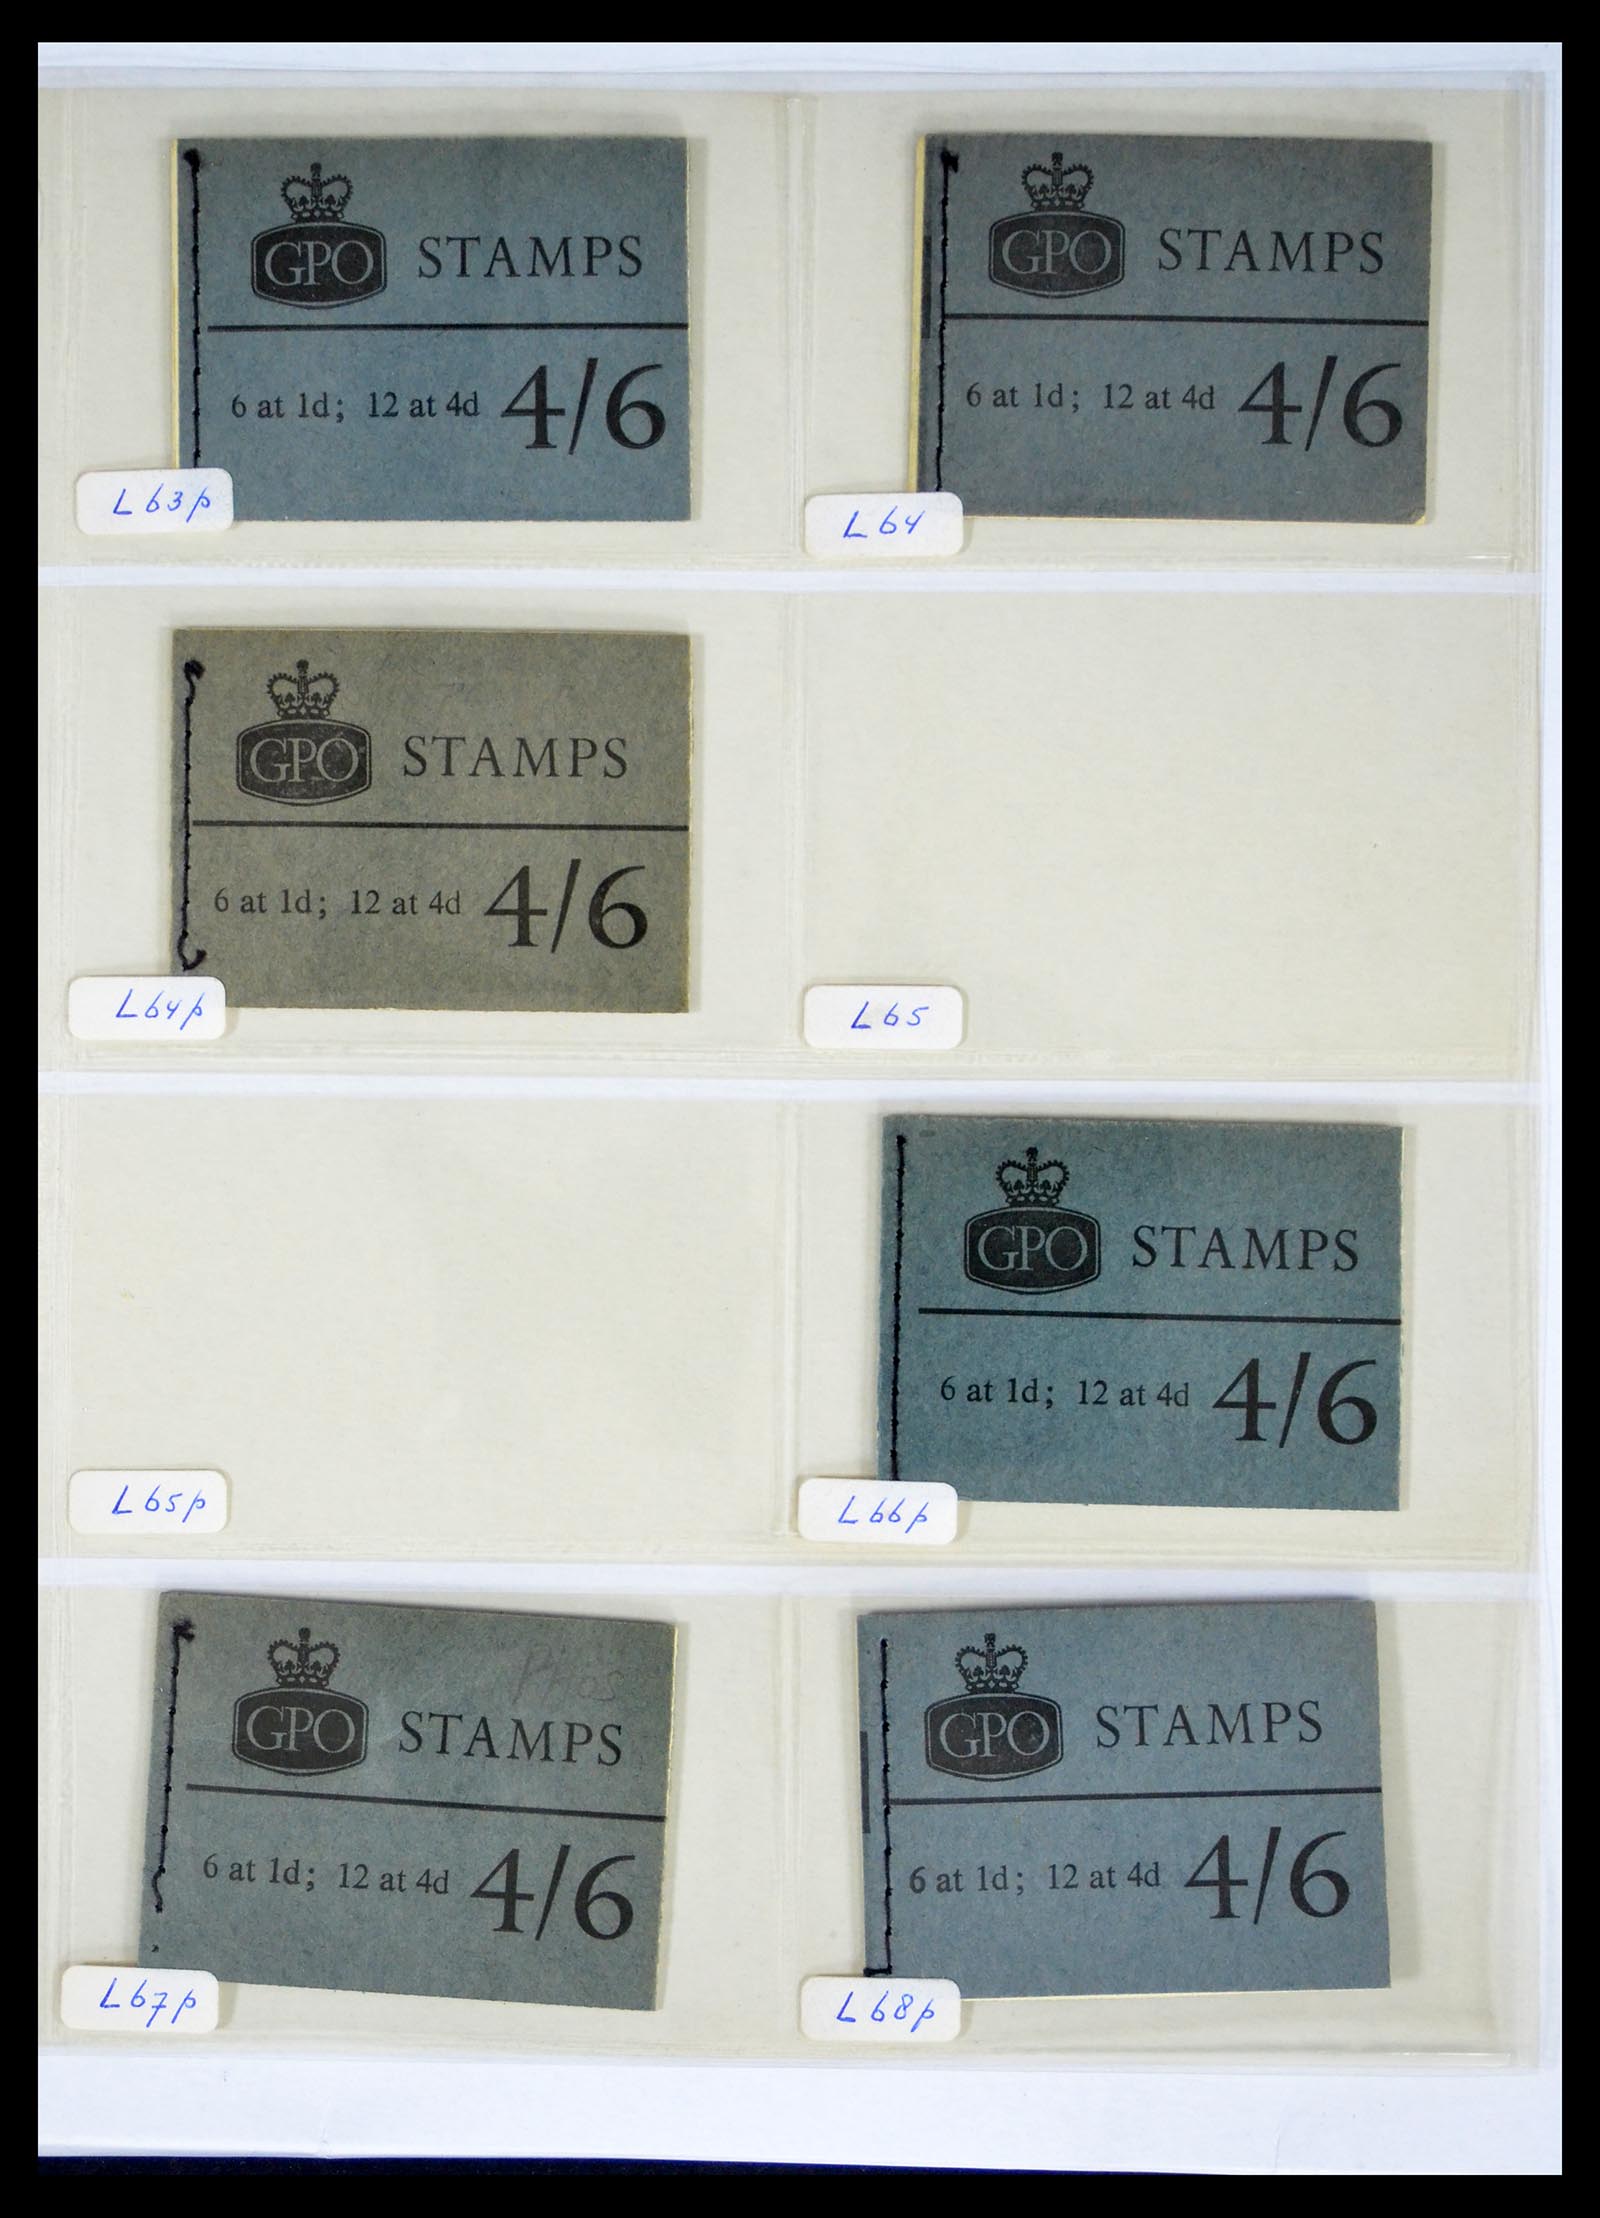 GPO STAMPS
6 at 1d; 12 at 4d 4/6
L63p
GPO STAMPS
6 at 1d; 12 at 4d 4/6
L64
GPO STAMPS
6 at 1d; 12 at 4d 4/6
L64p
L65
L65p
GPO STAMPS
6 at 1d; 12 at 4d 4/6
L66p
Phos
GPO STAMPS
6 at 1d; 12 at 4d 4/6
L67p
GPO STAMPS
6 at 1d; 12 at 4d 4/6
L68p